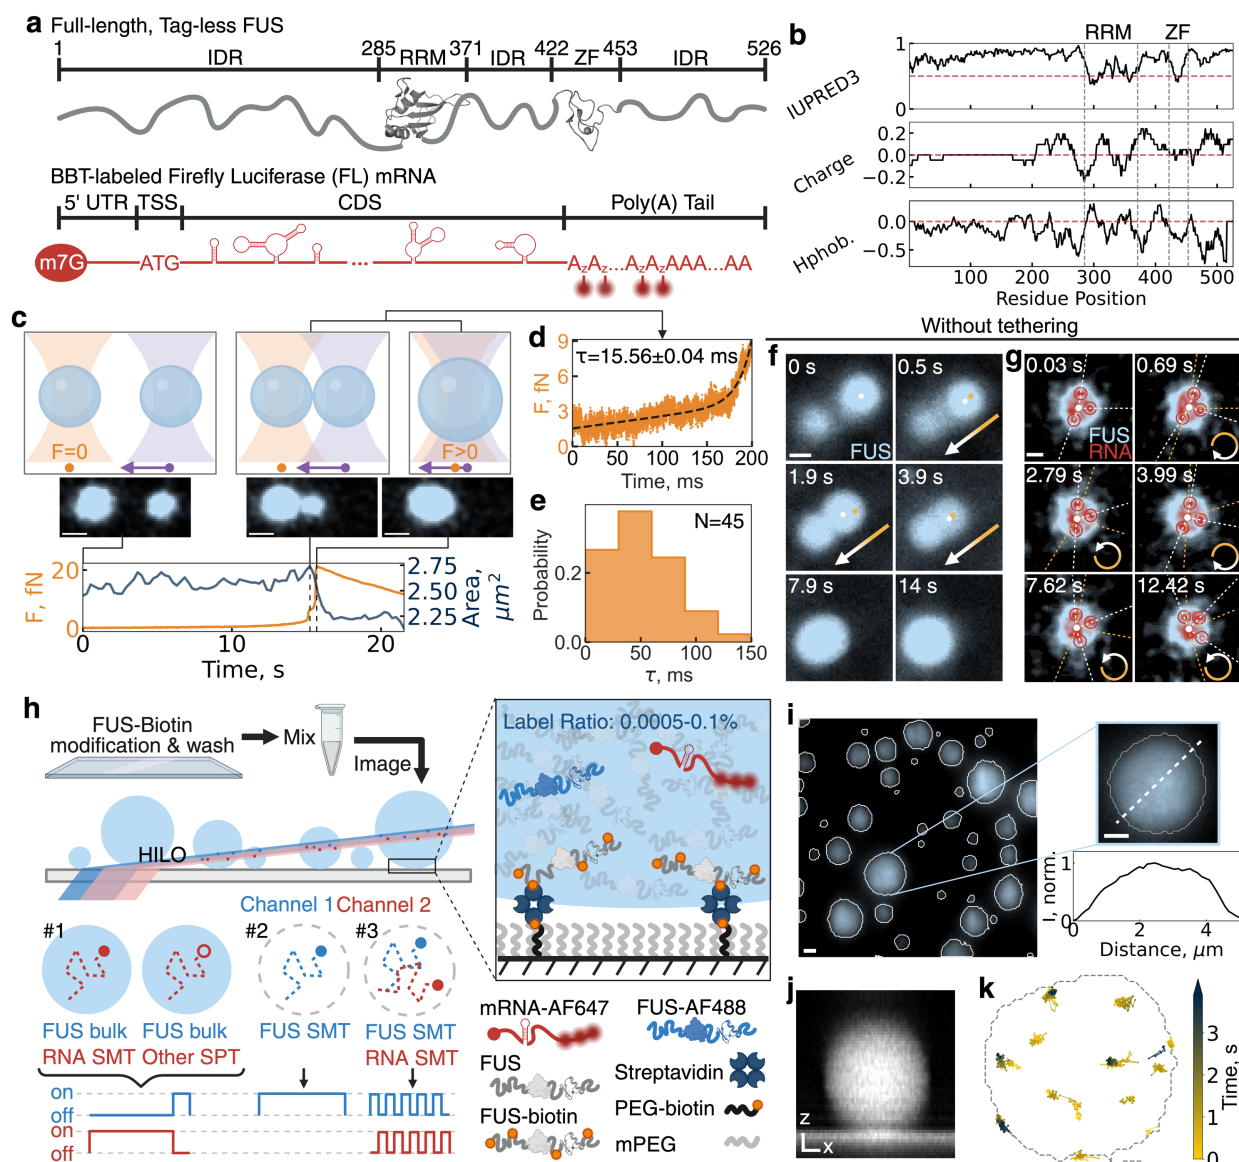 a Full-length, Tag-less FUS
1 285 371 422 453 526
IDR RRM IDR ZF IDR
BBT-labeled Firefly Luciferase (FL) mRNA
5' UTR TSS CDS Poly(A) Tail
m7G ATG ... AzAz...AzAzAAA...AA
b
RRM ZF
IUPRED3
1
0
Charge
0.2
0.0
−0.2
Hphob.
0.0
−0.5
100 200 300 400 500
Residue Position
c
F=0
F>0
F, fN
20
0
2.75
2.50
2.25
Area, μm²
0 10 20
Time, s
d
F, fN
9
6
3
0
τ=15.56±0.04 ms
0 50 100 150 200
Time, ms
e
N=45
Probability
0.2
0.0
0 50 100 150
τ, ms
Without tethering
f
0 s 0.5 s
FUS
1.9 s 3.9 s
7.9 s 14 s
g
0.03 s 0.69 s
FUS
RNA
2.79 s 3.99 s
7.62 s 12.42 s
h
FUS-Biotin
modification & wash
Mix
Image
HILO
Label Ratio: 0.0005-0.1%
Channel 1 Channel 2
#1 #2 #3
FUS bulk FUS bulk FUS SMT FUS SMT
RNA SMT Other SPT RNA SMT
on
off
on
off
mRNA-AF647 FUS-AF488
FUS Streptavidin
FUS-biotin PEG-biotin
mPEG
i
I, norm.
1
0
0 2 4
Distance, μm
j
z
x
k
3
2
1
0
Time, s